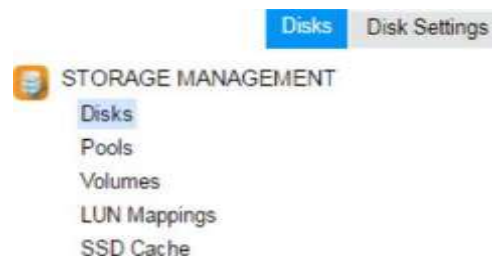 Disks Disk Settings
STORAGE MANAGEMENT
Disks
Pools
Volumes
LUN Mappings
SSD Cache